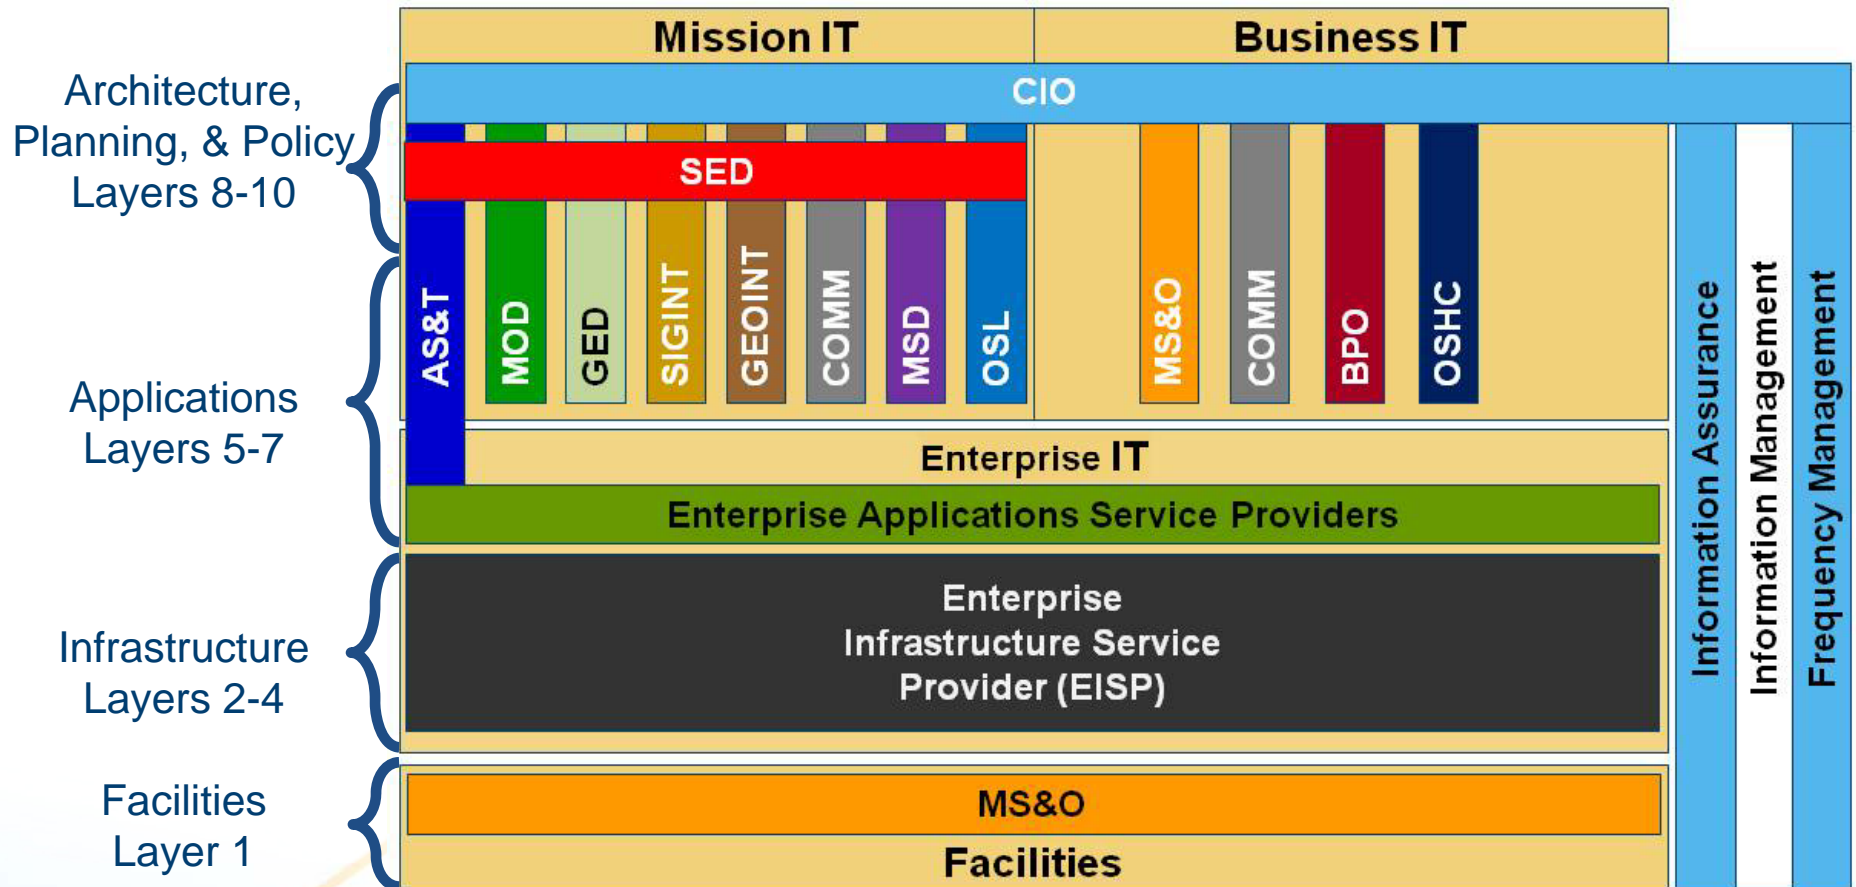 Mission IT
Business IT
CIO
Architecture,
Planning, & Policy
Layers 8-10
SED
AS&T
MOD
GED
SIGINT
GEOINT
COMM
MSD
OSL
MS&O
COMM
BPO
OSHC
Information Assurance
Information Management
Frequency Management
Applications
Layers 5-7
Enterprise IT
Enterprise Applications Service Providers
Infrastructure
Layers 2-4
Enterprise
Infrastructure Service
Provider (EISP)
Facilities
Layer 1
MS&O
Facilities